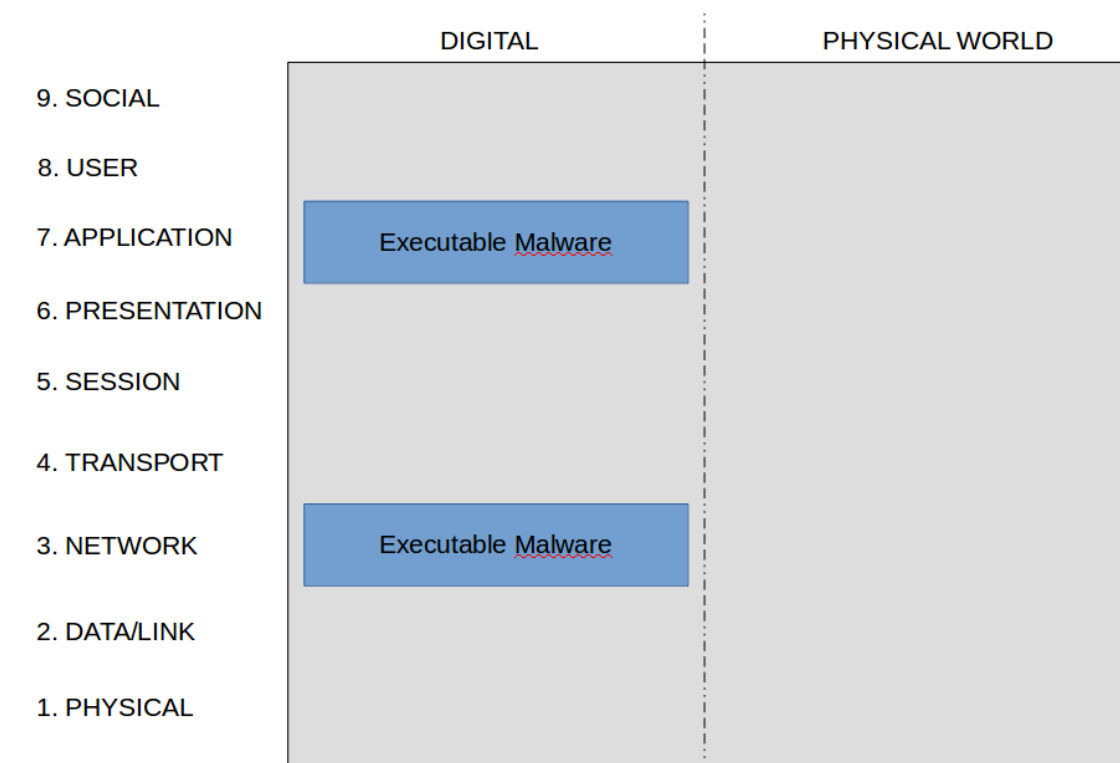 DIGITAL
PHYSICAL WORLD
9. SOCIAL
8. USER
7. APPLICATION
Executable Malware
6. PRESENTATION
5. SESSION
4. TRANSPORT
3. NETWORK
Executable Malware
2. DATA/LINK
1. PHYSICAL